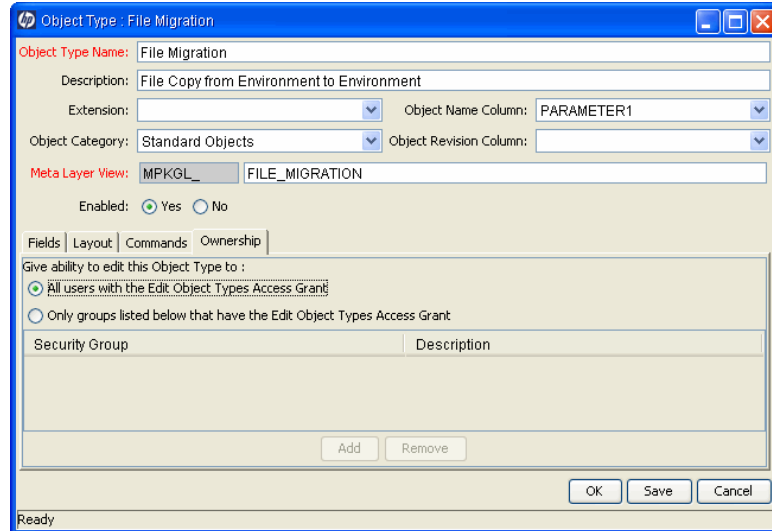 hp Object Type : File Migration
Object Type Name: File Migration
Description: File Copy from Environment to Environment
Extension: Object Name Column: PARAMETER1
Object Category: Standard Objects Object Revision Column:
Meta Layer View: MPKGL_ FILE_MIGRATION
Enabled: Yes No
Fields Layout Commands Ownership
Give ability to edit this Object Type to :
All users with the Edit Object Types Access Grant
Only groups listed below that have the Edit Object Types Access Grant
Security Group Description
Add Remove
OK Save Cancel
Ready